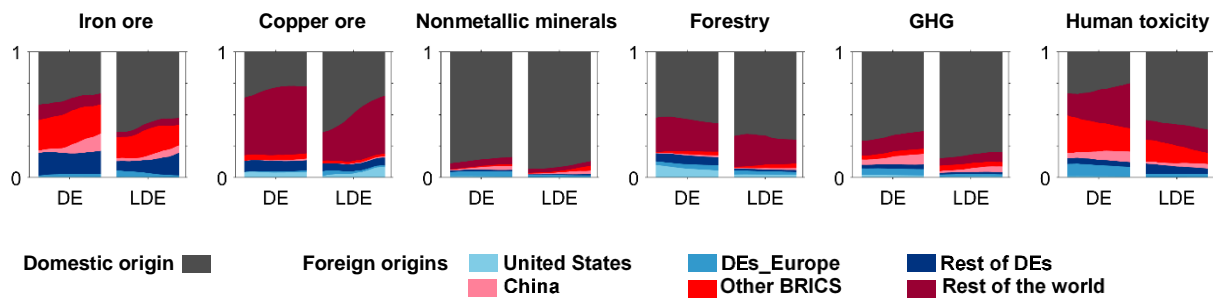 Iron ore Copper ore Nonmetallic minerals Forestry GHG Human toxicity
1 1 1 1 1 1
0 0 0 0 0 0
DE LDE DE LDE DE LDE DE LDE DE LDE DE LDE
Domestic origin Foreign origins United States DEs_Europe Rest of DEs
China Other BRICS Rest of the world